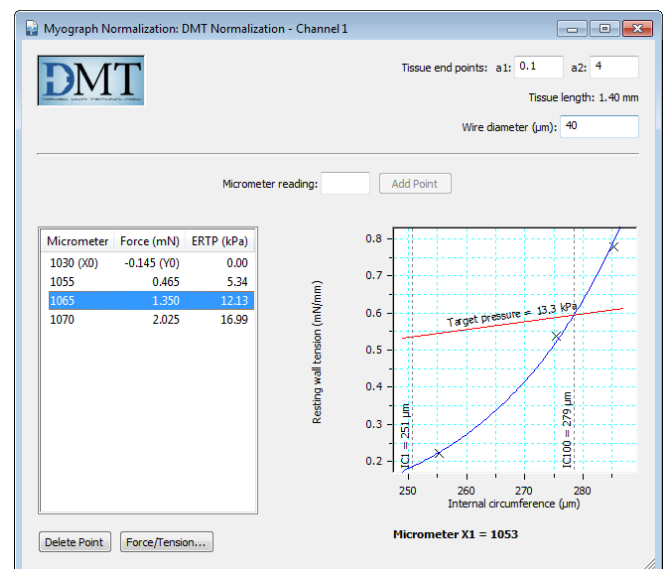 Myograph Normalization: DMT Normalization - Channel 1
DMT
Tissue end points: a1: 0.1 a2: 4
Tissue length: 1.40 mm
Wire diameter (µm): 40
Micrometer reading: Add Point
Micrometer Force (mN) ERTP (kPa)
1030 (X0) -0.145 (Y0) 0.00
1055 0.465 5.34
1065 1.350 12.13
1070 2.025 16.99
Resting wall tension (mN/mm)
0.8
0.7
0.6
0.5
0.4
0.3
0.2
Target pressure = 13.3 kPa
IC1 = 251 µm
IC100 = 279 µm
250 260 270 280
Internal circumference (µm)
Delete Point Force/Tension...
Micrometer X1 = 1053